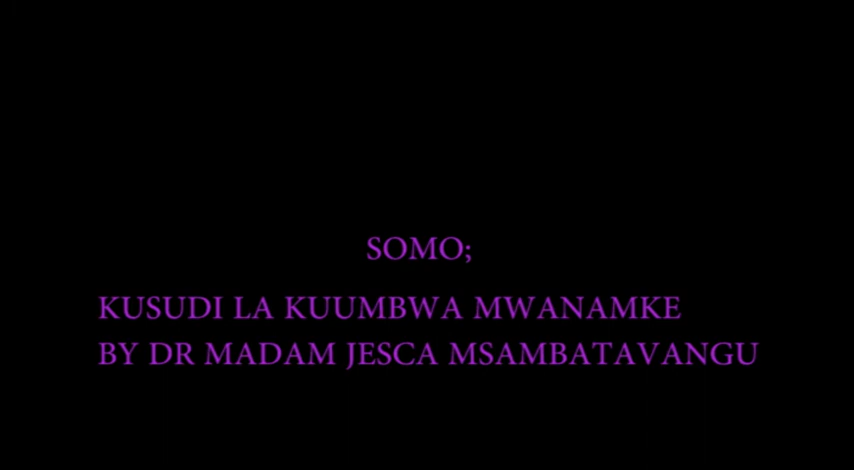 SOMO;
KUSUDI LA KUUMBWA MWANAMKE
BY DR MADAM JESCA MSAMBATAVANGU